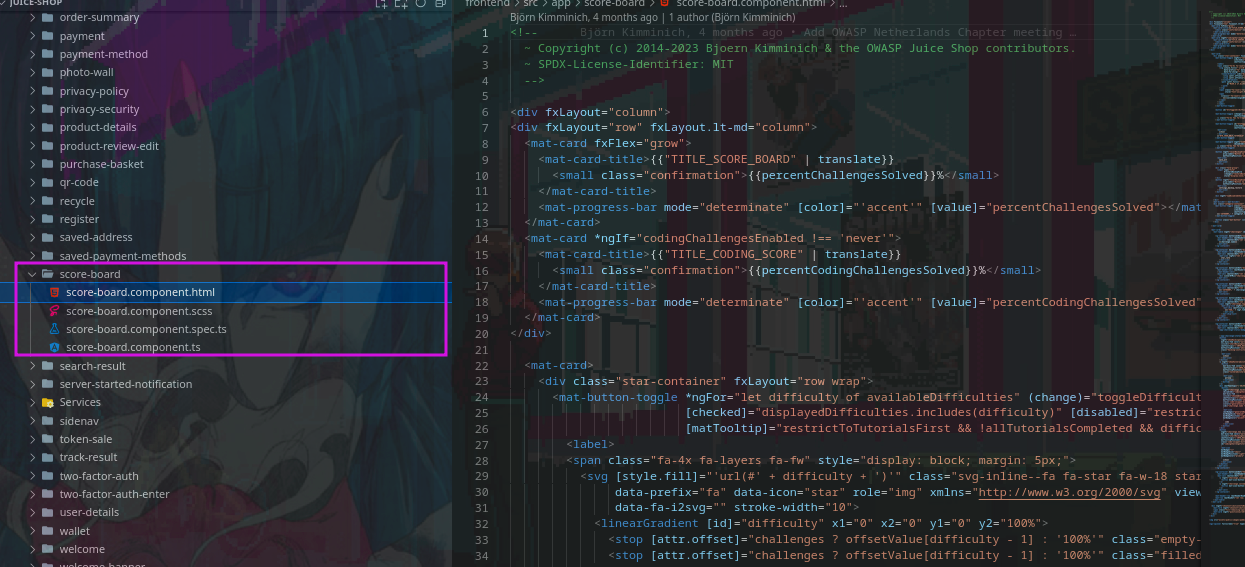 JUICE-SHOP
order-summary
payment
payment-method
photo-wall
privacy-policy
privacy-security
product-details
product-review-edit
purchase-basket
qr-code
recycle
register
saved-address
saved-payment-methods
score-board
score-board.component.html
score-board.component.scss
score-board.component.spec.ts
score-board.component.ts
search-result
server-started-notification
Services
sidenav
token-sale
track-result
two-factor-auth
two-factor-auth-enter
user-details
wallet
welcome
welcome-banner
frontend > src > app > score-board > score-board.component.html > ...
Björn Kimminich, 4 months ago | 1 author (Björn Kimminich)
1 <!-- Björn Kimminich, 4 months ago • Add OWASP Netherlands Chapter meeting …
2 ~ Copyright (c) 2014-2023 Bjoern Kimminich & the OWASP Juice Shop contributors.
3 ~ SPDX-License-Identifier: MIT
4 -->
5
6 <div fxLayout="column">
7 <div fxLayout="row" fxLayout.lt-md="column">
8 <mat-card fxFlex="grow">
9 <mat-card-title>{{"TITLE_SCORE_BOARD" | translate}}
10 <small class="confirmation">{{percentChallengesSolved}}%</small>
11 </mat-card-title>
12 <mat-progress-bar mode="determinate" [color]="'accent'" [value]="percentChallengesSolved"></mat
13 </mat-card>
14 <mat-card *ngIf="codingChallengesEnabled !== 'never'">
15 <mat-card-title>{{"TITLE_CODING_SCORE" | translate}}
16 <small class="confirmation">{{percentCodingChallengesSolved}}%</small>
17 </mat-card-title>
18 <mat-progress-bar mode="determinate" [color]="'accent'" [value]="percentCodingChallengesSolved"
19 </mat-card>
20 </div>
21
22 <mat-card>
23 <div class="star-container" fxLayout="row wrap">
24 <mat-button-toggle *ngFor="let difficulty of availableDifficulties" (change)="toggleDifficult
25 [checked]="displayedDifficulties.includes(difficulty)" [disabled]="restric
26 [matTooltip]="restrictToTutorialsFirst && !allTutorialsCompleted && diffic
27 <label>
28 <span class="fa-4x fa-layers fa-fw" style="display: block; margin: 5px;">
29 <svg [style.fill]="'url(#' + difficulty + ')'" class="svg-inline--fa fa-star fa-w-18 star
30 data-prefix="fa" data-icon="star" role="img" xmlns="http://www.w3.org/2000/svg" view
31 data-fa-i2svg="" stroke-width="10">
32 <linearGradient [id]="difficulty" x1="0" x2="0" y1="0" y2="100%">
33 <stop [attr.offset]="challenges ? offsetValue[difficulty - 1] : '100%'" class="empty-
34 <stop [attr.offset]="challenges ? offsetValue[difficulty - 1] : '100%'" class="filled